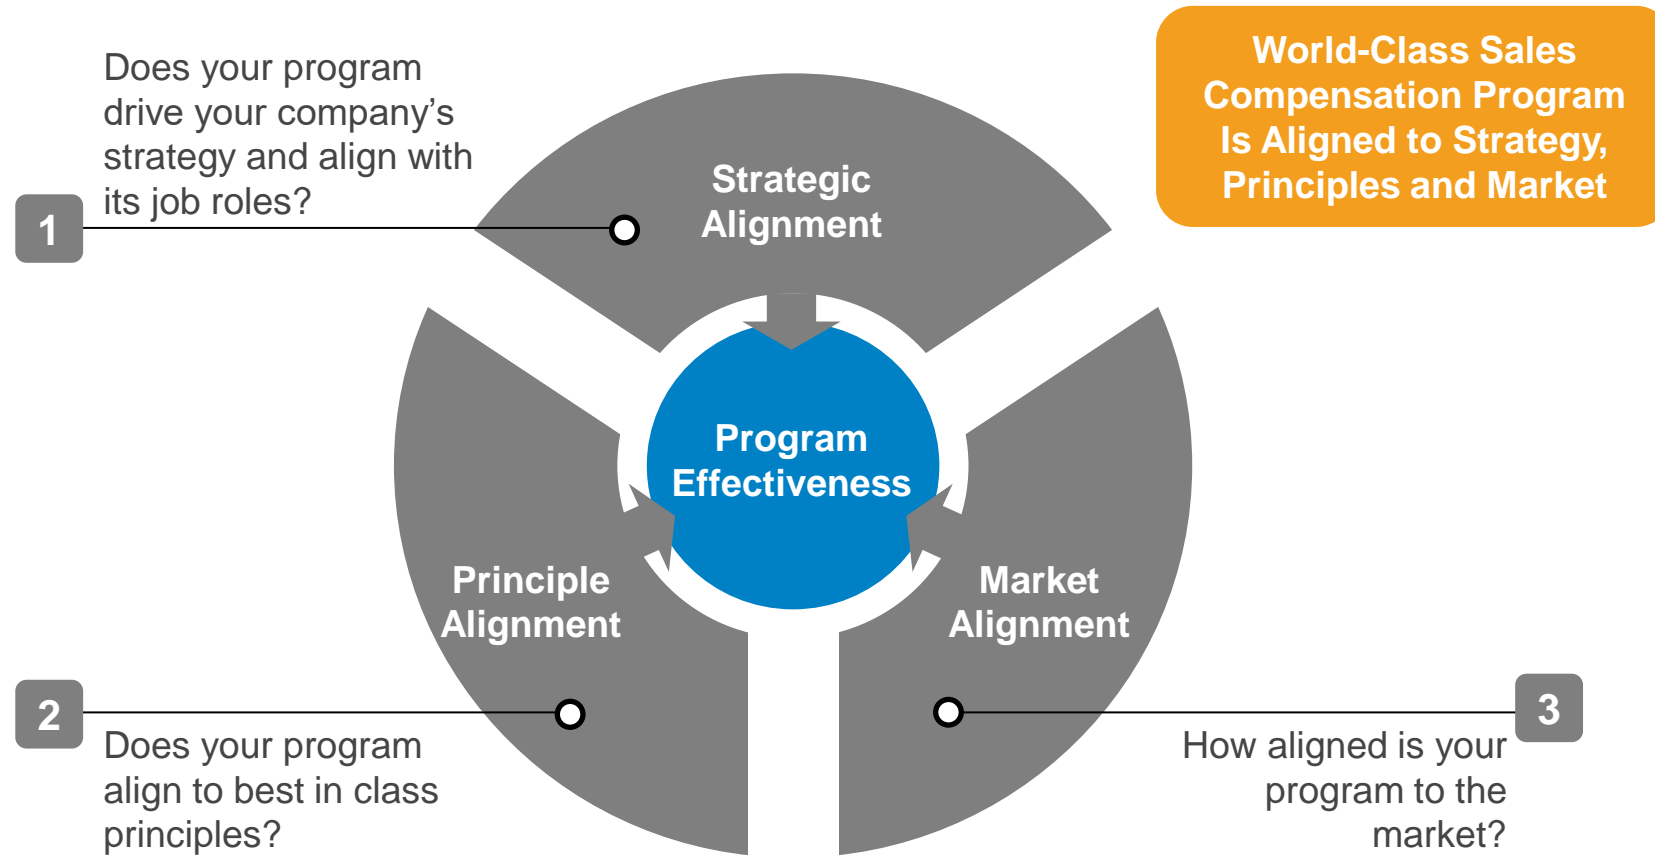 World-Class Sales
Compensation Program
Is Aligned to Strategy,
Principles and Market
1
Does your program
drive your company’s
strategy and align with
its job roles?
Strategic
Alignment
Program
Effectiveness
Principle
Alignment
Market
Alignment
2
Does your program
align to best in class
principles?
3
How aligned is your
program to the
market?